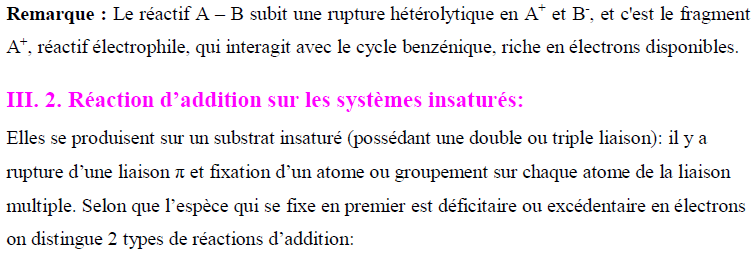 Remarque : Le réactif A – B subit une rupture hétérolytique en A⁺ et B⁻, et c'est le fragment
A⁺, réactif électrophile, qui interagit avec le cycle benzénique, riche en électrons disponibles.
III. 2. Réaction d’addition sur les systèmes insaturés:
Elles se produisent sur un substrat insaturé (possédant une double ou triple liaison): il y a
rupture d’une liaison π et fixation d’un atome ou groupement sur chaque atome de la liaison
multiple. Selon que l’espèce qui se fixe en premier est déficitaire ou excédentaire en électrons
on distingue 2 types de réactions d’addition: